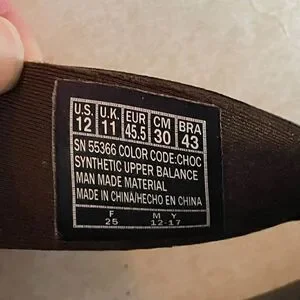 U.S. U.K. EUR CM BRA
12 11 45.5 30 43
SN 55366 COLOR CODE:CHOC
SYNTHETIC UPPER BALANCE
MAN MADE MATERIAL
MADE IN CHINA/HECHO EN CHINA
F M Y
25 12-17